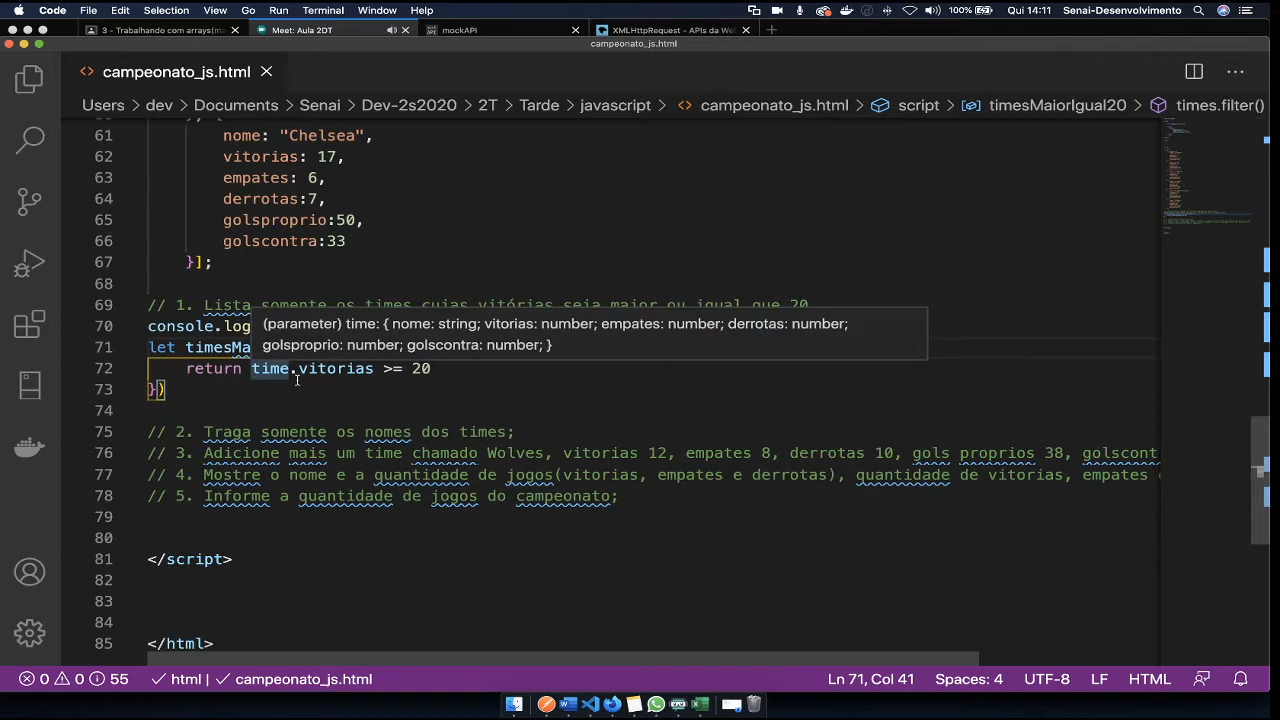 Code File Edit Selection View Go Run Terminal Window Help 100% Qui 14:11 Senai-Desenvolvimento
3 - Trabalhando com arrays(ma × Meet: Aula 2DT × mockAPI × XMLHttpRequest - APIs da Web ×
campeonato_js.html
campeonato_js.html
Users > dev > Documents > Senai > Dev-2s2020 > 2T > Tarde > javascript > campeonato_js.html > script > timesMaiorIgual20 > times.filter()
61 nome: "Chelsea",
62 vitorias: 17,
63 empates: 6,
64 derrotas:7,
65 golsproprio:50,
66 golscontra:33
67 }];
68
69 // 1. Lista somente os times cujas vitórias seja maior ou igual que 20
(parameter) time: { nome: string; vitorias: number; empates: number; derrotas: number;
golsproprio: number; golscontra: number; }
70 console.log
71 let timesMa
72 return time.vitorias >= 20
73 })
74
75 // 2. Traga somente os nomes dos times;
76 // 3. Adicione mais um time chamado Wolves, vitorias 12, empates 8, derrotas 10, gols proprios 38, golscont
77 // 4. Mostre o nome e a quantidade de jogos(vitorias, empates e derrotas), quantidade de vitorias, empates
78 // 5. Informe a quantidade de jogos do campeonato;
79
80
81 </script>
82
83
84
85 </html>
0 0 55 html campeonato_js.html Ln 71, Col 41 Spaces: 4 UTF-8 LF HTML